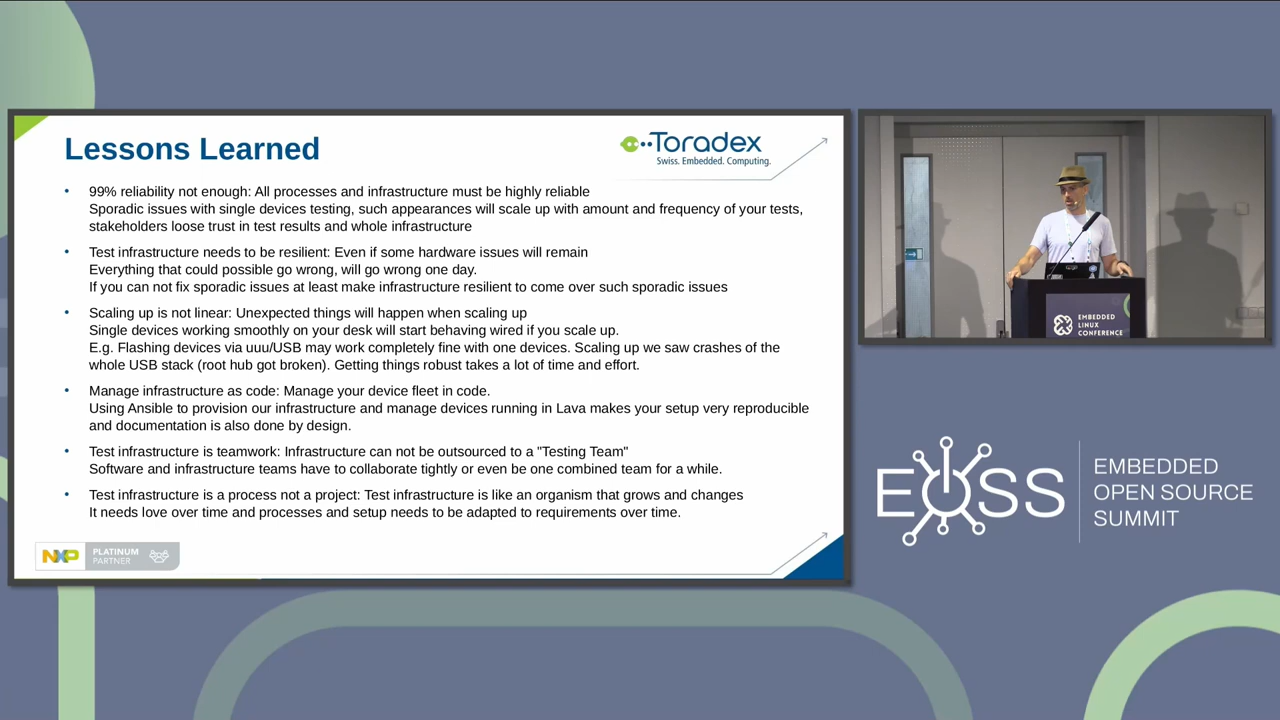 Lessons Learned
Toradex
Swiss. Embedded. Computing.
• 99% reliability not enough: All processes and infrastructure must be highly reliable
Sporadic issues with single devices testing, such appearances will scale up with amount and frequency of your tests,
stakeholders loose trust in test results and whole infrastructure
• Test infrastructure needs to be resilient: Even if some hardware issues will remain
Everything that could possible go wrong, will go wrong one day.
If you can not fix sporadic issues at least make infrastructure resilient to come over such sporadic issues
• Scaling up is not linear: Unexpected things will happen when scaling up
Single devices working smoothly on your desk will start behaving wired if you scale up.
E.g. Flashing devices via uuu/USB may work completely fine with one devices. Scaling up we saw crashes of the
whole USB stack (root hub got broken). Getting things robust takes a lot of time and effort.
• Manage infrastructure as code: Manage your device fleet in code.
Using Ansible to provision our infrastructure and manage devices running in Lava makes your setup very reproducible
and documentation is also done by design.
• Test infrastructure is teamwork: Infrastructure can not be outsourced to a "Testing Team"
Software and infrastructure teams have to collaborate tightly or even be one combined team for a while.
• Test infrastructure is a process not a project: Test infrastructure is like an organism that grows and changes
It needs love over time and processes and setup needs to be adapted to requirements over time.
NXP
PLATINUM
PARTNER
EMBEDDED
LINUX
CONFERENCE
EOSS
EMBEDDED
OPEN SOURCE
SUMMIT